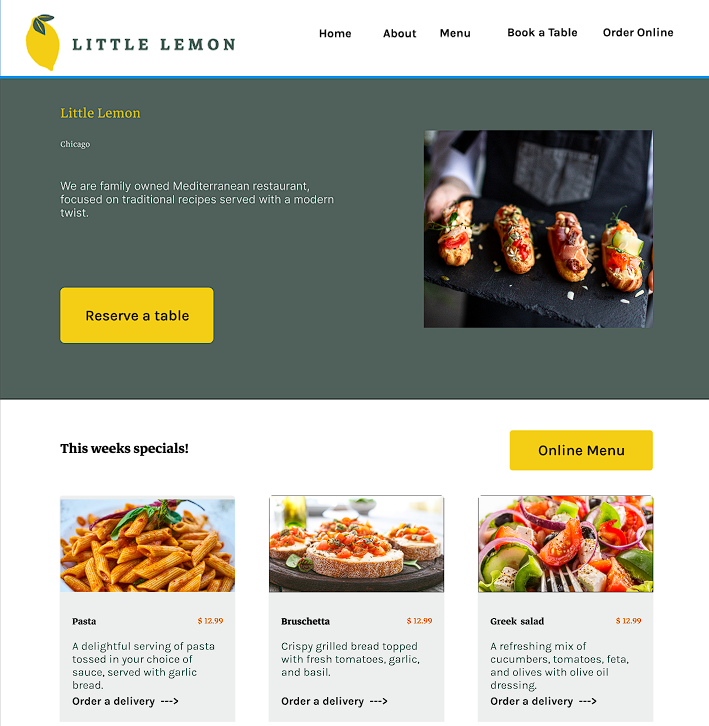 LITTLE LEMON
Home About Menu Book a Table Order Online
Little Lemon
Chicago
We are family owned Mediterranean restaurant,
focused on traditional recipes served with a modern
twist.
Reserve a table
This weeks specials!
Online Menu
Pasta $ 12.99
A delightful serving of pasta
tossed in your choice of
sauce, served with garlic
bread.
Order a delivery --->
Bruschetta $ 12.99
Crispy grilled bread topped
with fresh tomatoes, garlic,
and basil.
Order a delivery --->
Greek salad $ 12.99
A refreshing mix of
cucumbers, tomatoes, feta,
and olives with olive oil
dressing.
Order a delivery --->